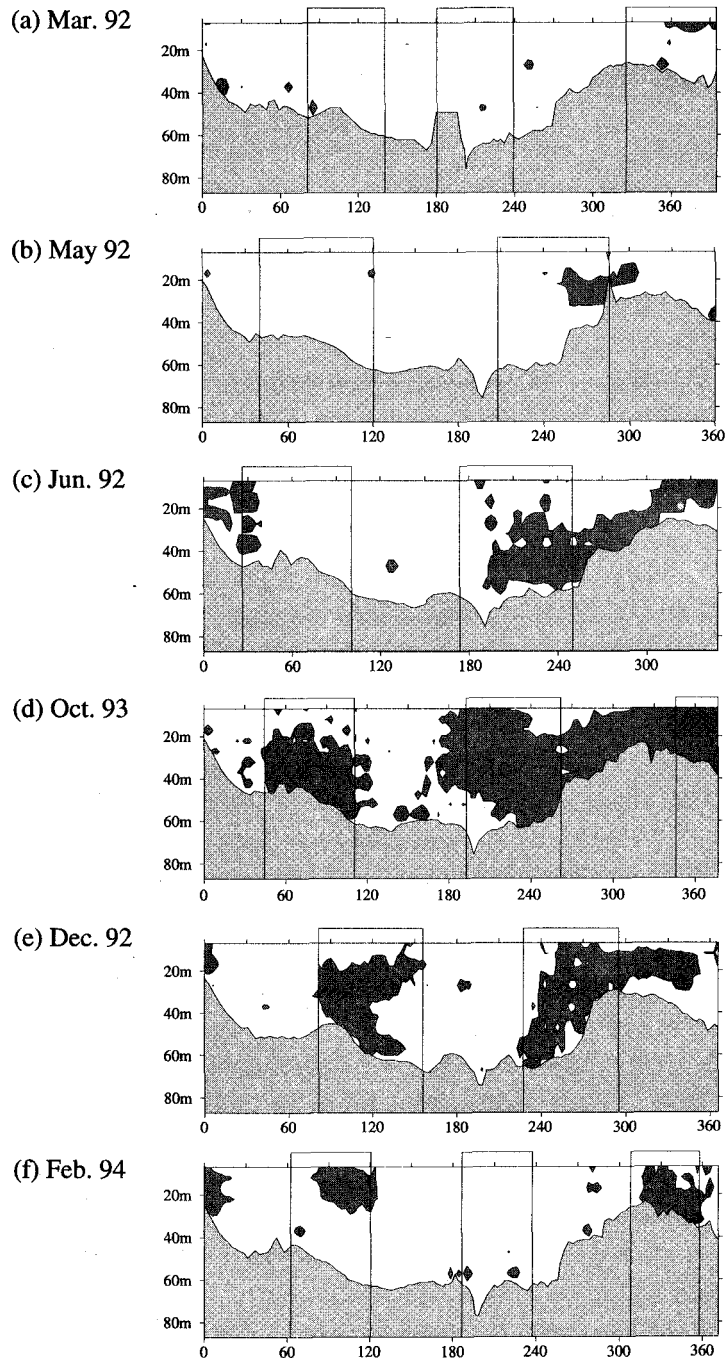 (a) Mar. 92
20m
40m
60m
80m
0 60 120 180 240 300 360
(b) May 92
20m
40m
60m
80m
0 60 120 180 240 300 360
(c) Jun. 92
20m
40m
60m
80m
0 60 120 180 240 300
(d) Oct. 93
20m
40m
60m
80m
0 60 120 180 240 300 360
(e) Dec. 92
20m
40m
60m
80m
0 60 120 180 240 300 360
(f) Feb. 94
20m
40m
60m
80m
0 60 120 180 240 300 360